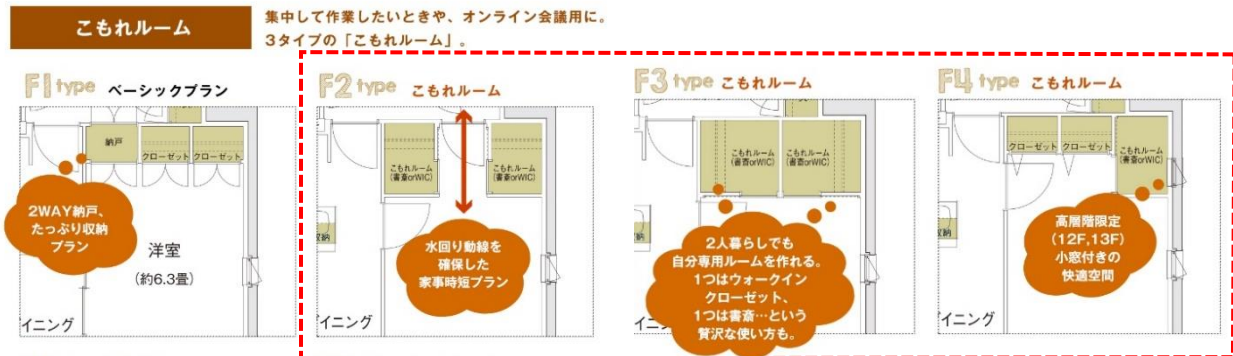 こもれルーム
集中して作業したいときや、オンライン会議用に。
3タイプの「こもれルーム」。
F1 type ベーシックプラン
納戸
クローゼット
クローゼット
2WAY納戸、
たっぷり収納
プラン
洋室
(約6.3畳)
イニング
F2 type こもれルーム
こもれルーム
(書斎orWIC)
こもれルーム
(書斎orWIC)
水回り動線を
確保した
家事時短プラン
収納
イニング
F3 type こもれルーム
こもれルーム
(書斎orWIC)
こもれルーム
(書斎orWIC)
2人暮らしでも
自分専用ルームを作れる。
1つはウォークイン
クローゼット、
1つは書斎…という
贅沢な使い方も。
収納
イニング
F4 type こもれルーム
クローゼット
クローゼット
こもれルーム
(書斎orWIC)
高層階限定
(12F,13F)
小窓付きの
快適空間
収納
イニング